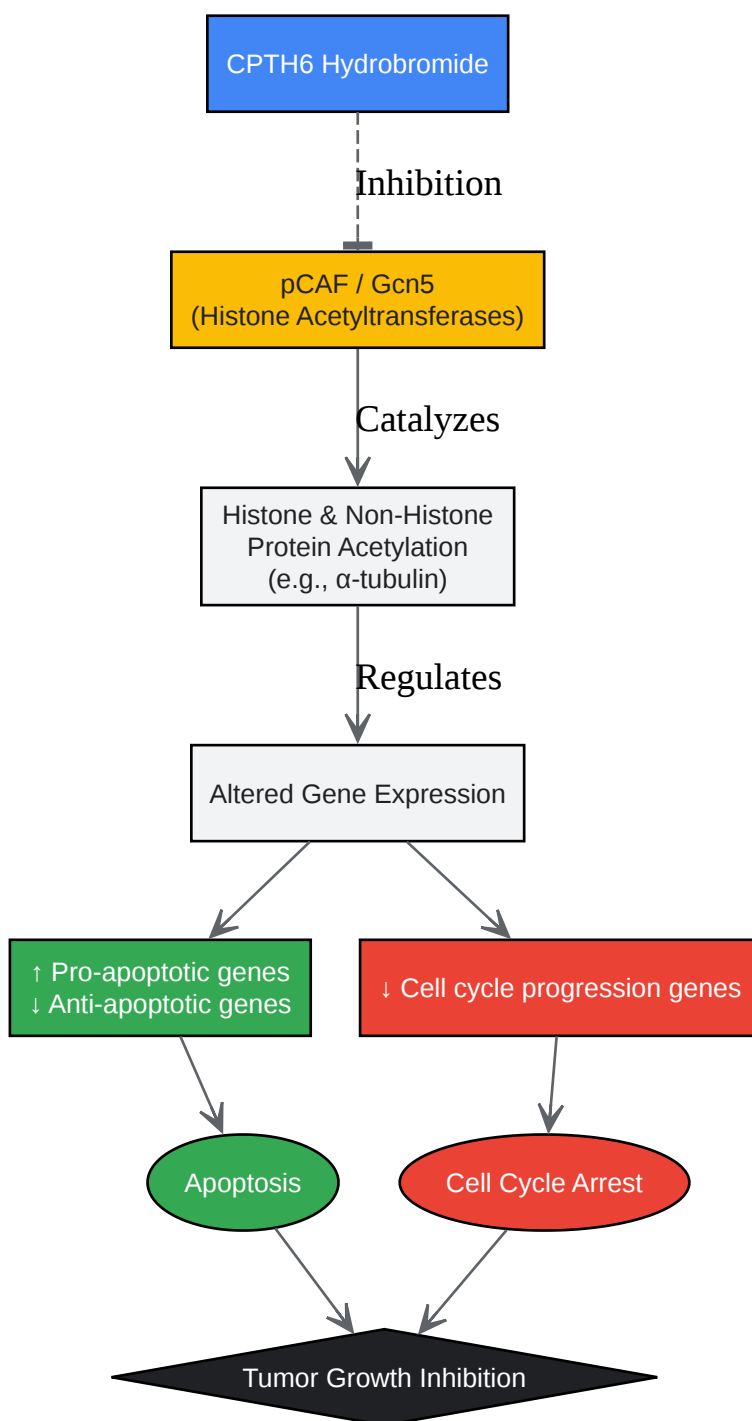 CPTH6 Hydrobromide
Inhibition
pCAF / Gcn5
(Histone Acetyltransferases)
Catalyzes
Histone & Non-Histone
Protein Acetylation
(e.g., α-tubulin)
Regulates
Altered Gene Expression
↑ Pro-apoptotic genes
↓ Anti-apoptotic genes
↓ Cell cycle progression genes
Apoptosis
Cell Cycle Arrest
Tumor Growth Inhibition